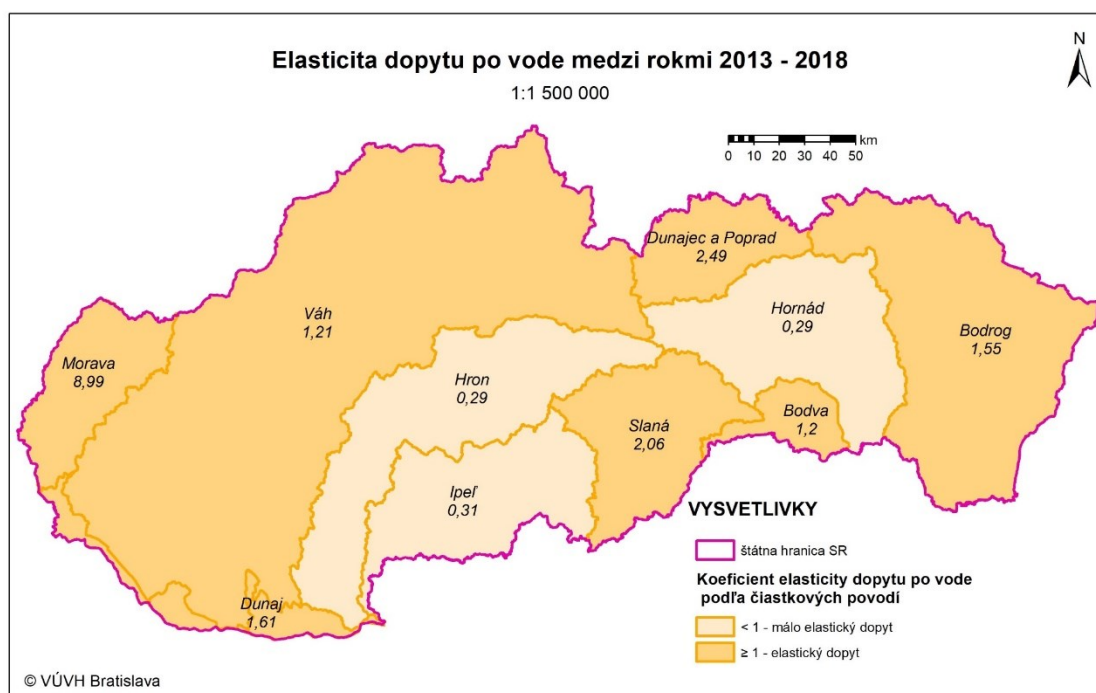 Elasticita dopytu po vode medzi rokmi 2013 - 2018
1:1 500 000
N
km
0 10 20 30 40 50
Dunajec a Poprad
2,49
Váh
1,21
Hornád
0,29
Bodrog
1,55
Morava
8,99
Hron
0,29
Slaná
2,06
Bodva
1,2
Ipeľ
0,31
Dunaj
1,61
VYSVETLIVKY
štátna hranica SR
Koeficient elasticity dopytu po vode
podľa čiastkových povodí
< 1 - málo elastický dopyt
≥ 1 - elastický dopyt
© VÚVH Bratislava